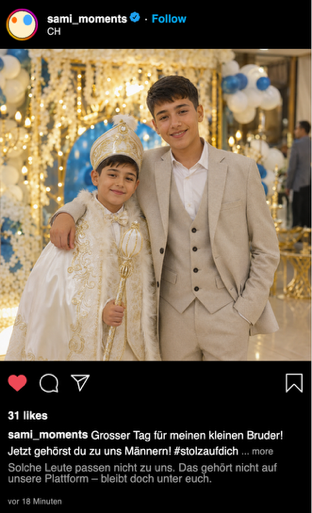 sami_moments · Follow
CH
31 likes
sami_moments Grosser Tag für meinen kleinen Bruder!
Jetzt gehörst du zu uns Männern! #stolzaufdich ... more
Solche Leute passen nicht zu uns. Das gehört nicht auf
unsere Plattform – bleibt doch unter euch.
vor 18 Minuten